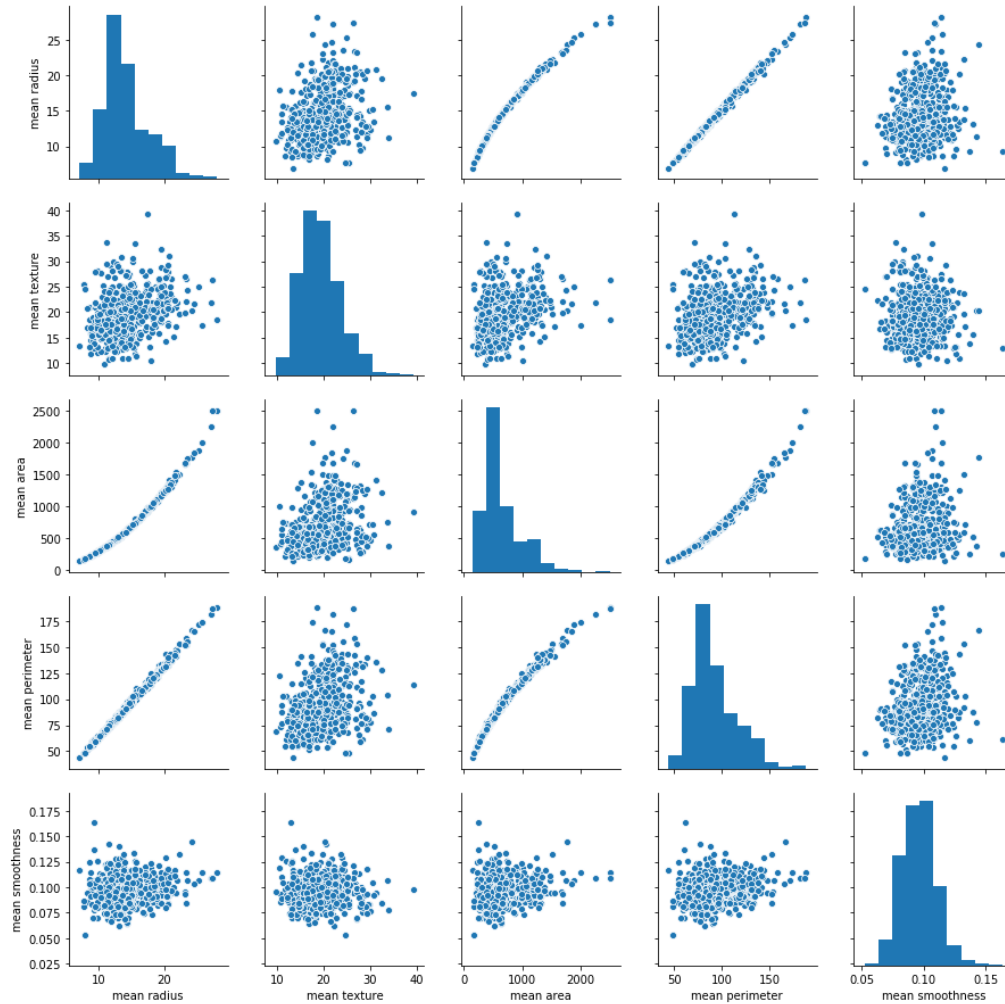 25
20
15
10
mean radius
40
35
30
25
20
15
10
mean texture
2500
2000
1500
1000
500
0
mean area
175
150
125
100
75
50
mean perimeter
0.175
0.150
0.125
0.100
0.075
0.050
0.025
mean smoothness
10 20
mean radius
10 20 30 40
mean texture
0 1000 2000
mean area
50 100 150
mean perimeter
0.05 0.10 0.15
mean smoothness